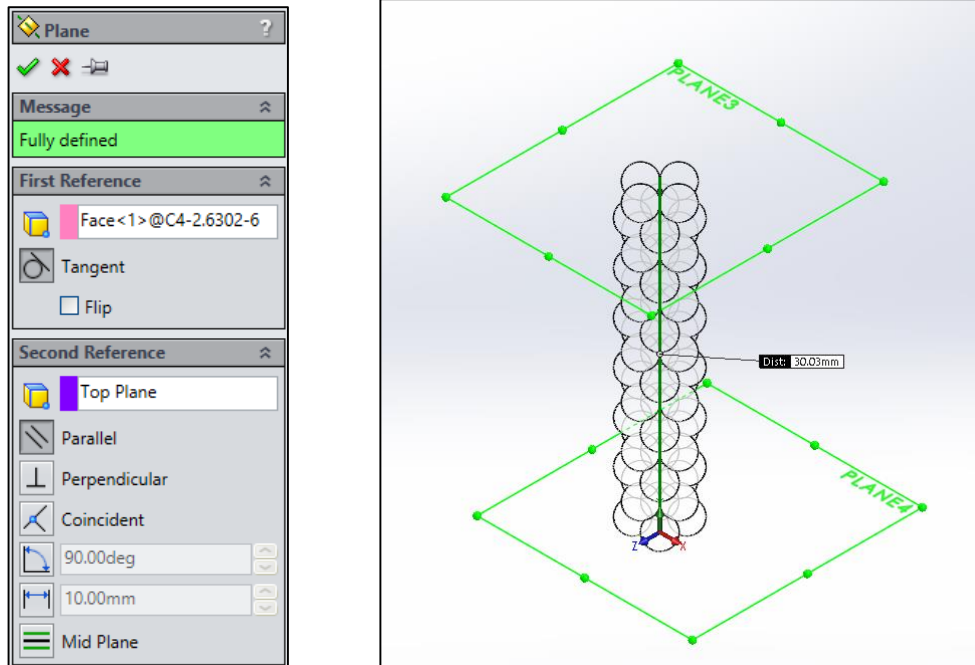 Plane ?
Message
Fully defined
First Reference
Face<1>@C4-2.6302-6
Tangent
Flip
Second Reference
Top Plane
Parallel
Perpendicular
Coincident
90.00deg
10.00mm
Mid Plane
PLANE3
Dist: 30.03mm
PLANE4
Z X